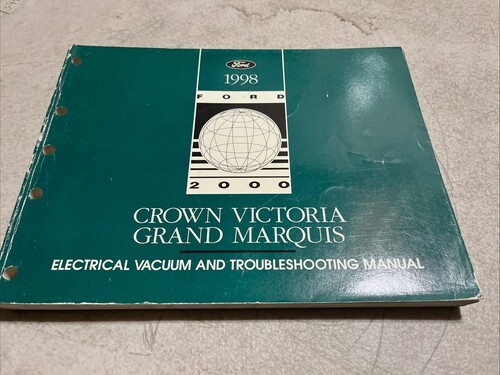 Ford
1998
FORD
2000
CROWN VICTORIA
GRAND MARQUIS
ELECTRICAL VACUUM AND TROUBLESHOOTING MANUAL